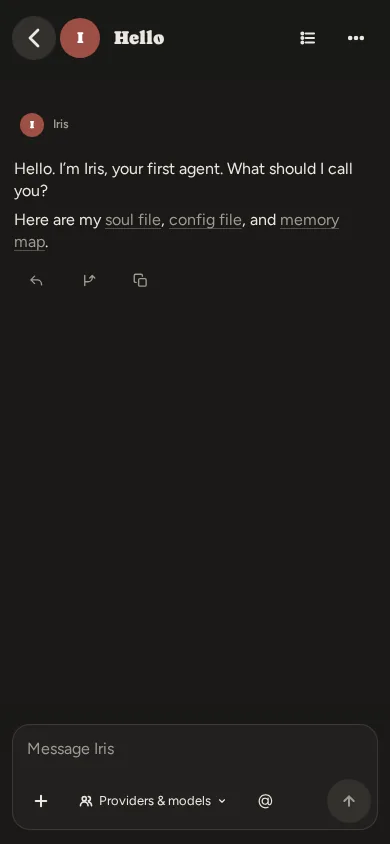 I Hello
I Iris
Hello. I’m Iris, your first agent. What should I call
you?
Here are my soul file, config file, and memory
map.
Message Iris
Providers & models @